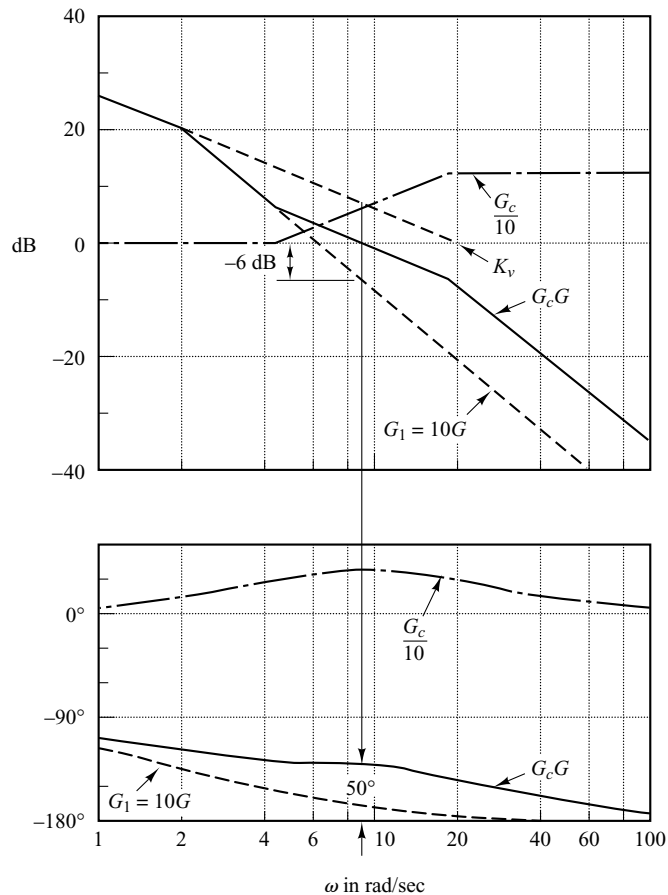 40
20
0
−20
−40
dB
−6 dB
G_c/10
K_v
G_cG
G_1 = 10G
0°
−90°
−180°
G_c/10
G_cG
G_1 = 10G
50°
1 2 4 6 10 20 40 60 100
ω in rad/sec